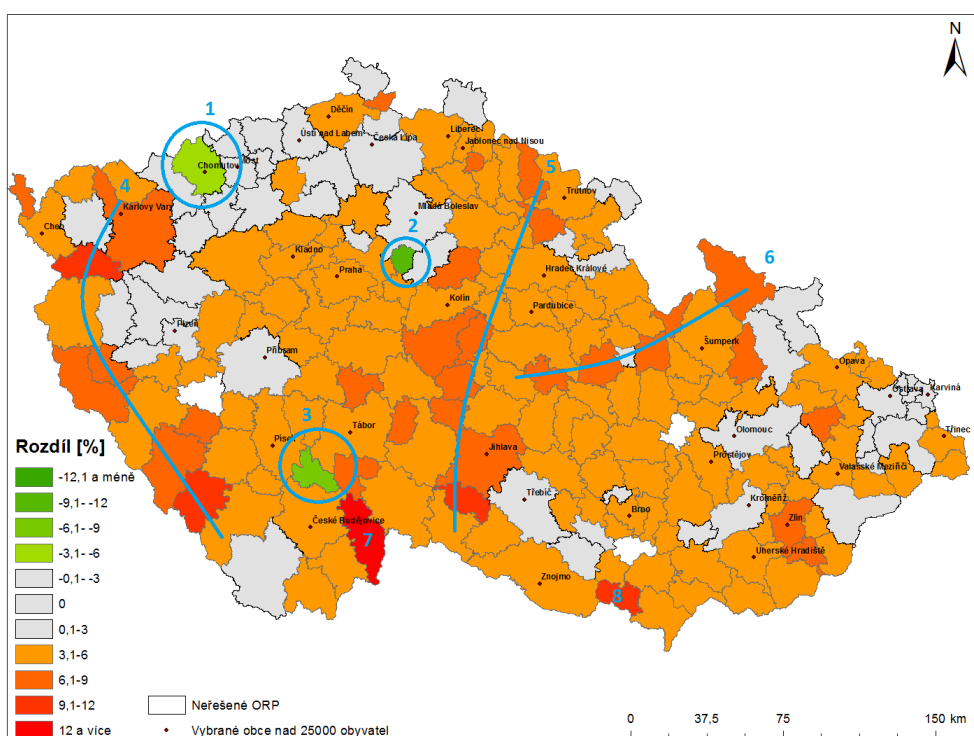 N
1
Děčín
Liberec
Ústí nad Labem
Česká Lípa
Jablonec nad Nisou
Chomutov
4
5
Trutnov
Karlovy Vary
Mladá Boleslav
Cheb
2
Kladno
6
Praha
Hradec Králové
Kolín
Pardubice
Plzeň
Šumperk
Příbram
Opava
Ostrava
Karviná
3
Tábor
Písek
Olomouc
Třinec
Jihlava
Prostějov
Valašské Meziříčí
Třebíč
Kroměříž
České Budějovice
Brno
Zlín
7
Uherské Hradiště
Znojmo
8
Rozdíl [%]
-12,1 a méně
-9,1- -12
-6,1- -9
-3,1- -6
-0,1- -3
0
0,1-3
3,1-6
6,1-9
9,1-12
12 a více
Neřešené ORP
Vybrané obce nad 25000 obyvatel
0 37,5 75 150 km